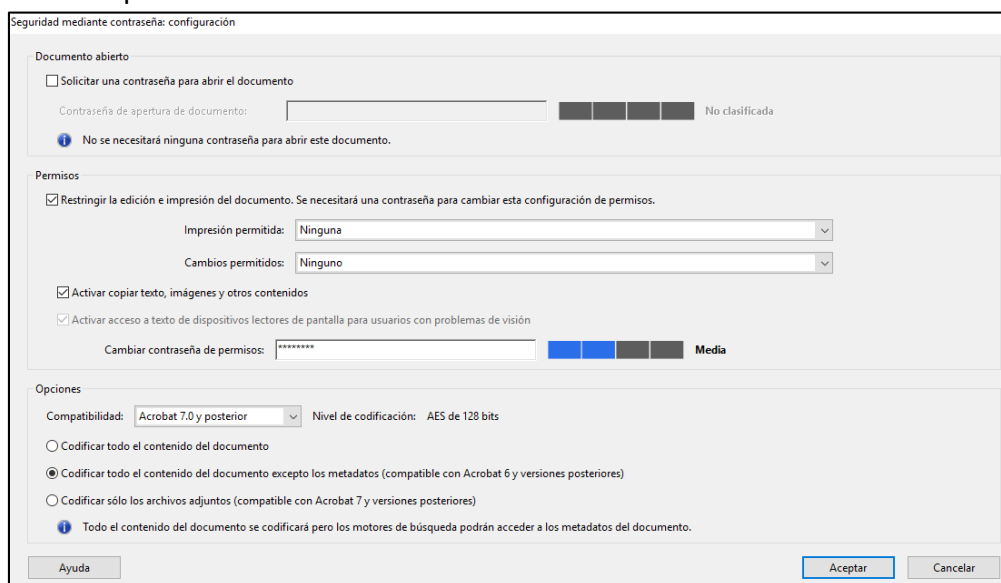 Seguridad mediante contraseña: configuración
Documento abierto
Solicitar una contraseña para abrir el documento
Contraseña de apertura de documento: No clasificada
No se necesitará ninguna contraseña para abrir este documento.
Permisos
Restringir la edición e impresión del documento. Se necesitará una contraseña para cambiar esta configuración de permisos.
Impresión permitida: Ninguna
Cambios permitidos: Ninguno
Activar copiar texto, imágenes y otros contenidos
Activar acceso a texto de dispositivos lectores de pantalla para usuarios con problemas de visión
Cambiar contraseña de permisos: ******** Media
Opciones
Compatibilidad: Acrobat 7.0 y posterior Nivel de codificación: AES de 128 bits
Codificar todo el contenido del documento
Codificar todo el contenido del documento excepto los metadatos (compatible con Acrobat 6 y versiones posteriores)
Codificar sólo los archivos adjuntos (compatible con Acrobat 7 y versiones posteriores)
Todo el contenido del documento se codificará pero los motores de búsqueda podrán acceder a los metadatos del documento.
Ayuda Aceptar Cancelar